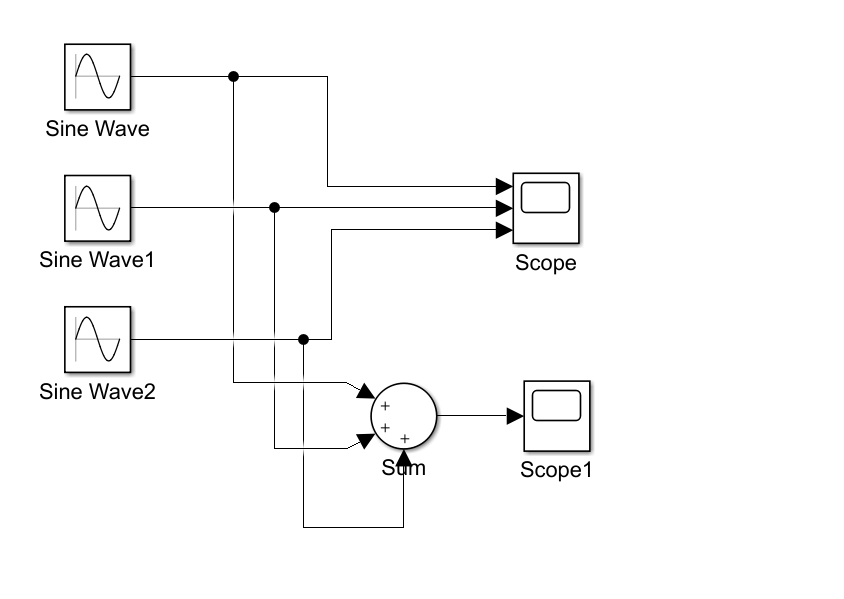 Sine Wave
Sine Wave1
Scope
Sine Wave2
+
+
+
Sum
Scope1